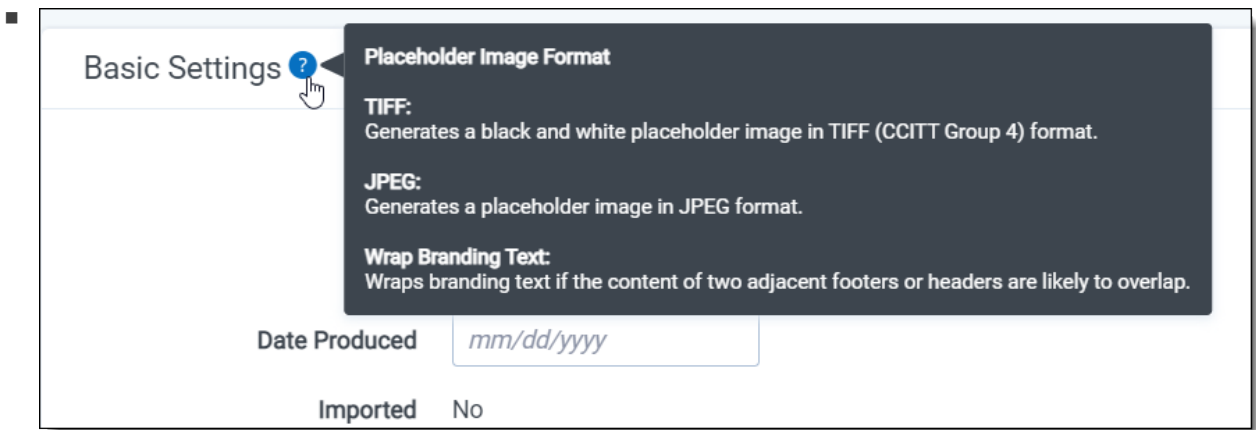 Basic Settings ?
Placeholder Image Format
TIFF:
Generates a black and white placeholder image in TIFF (CCITT Group 4) format.
JPEG:
Generates a placeholder image in JPEG format.
Wrap Branding Text:
Wraps branding text if the content of two adjacent footers or headers are likely to overlap.
Date Produced mm/dd/yyyy
Imported No